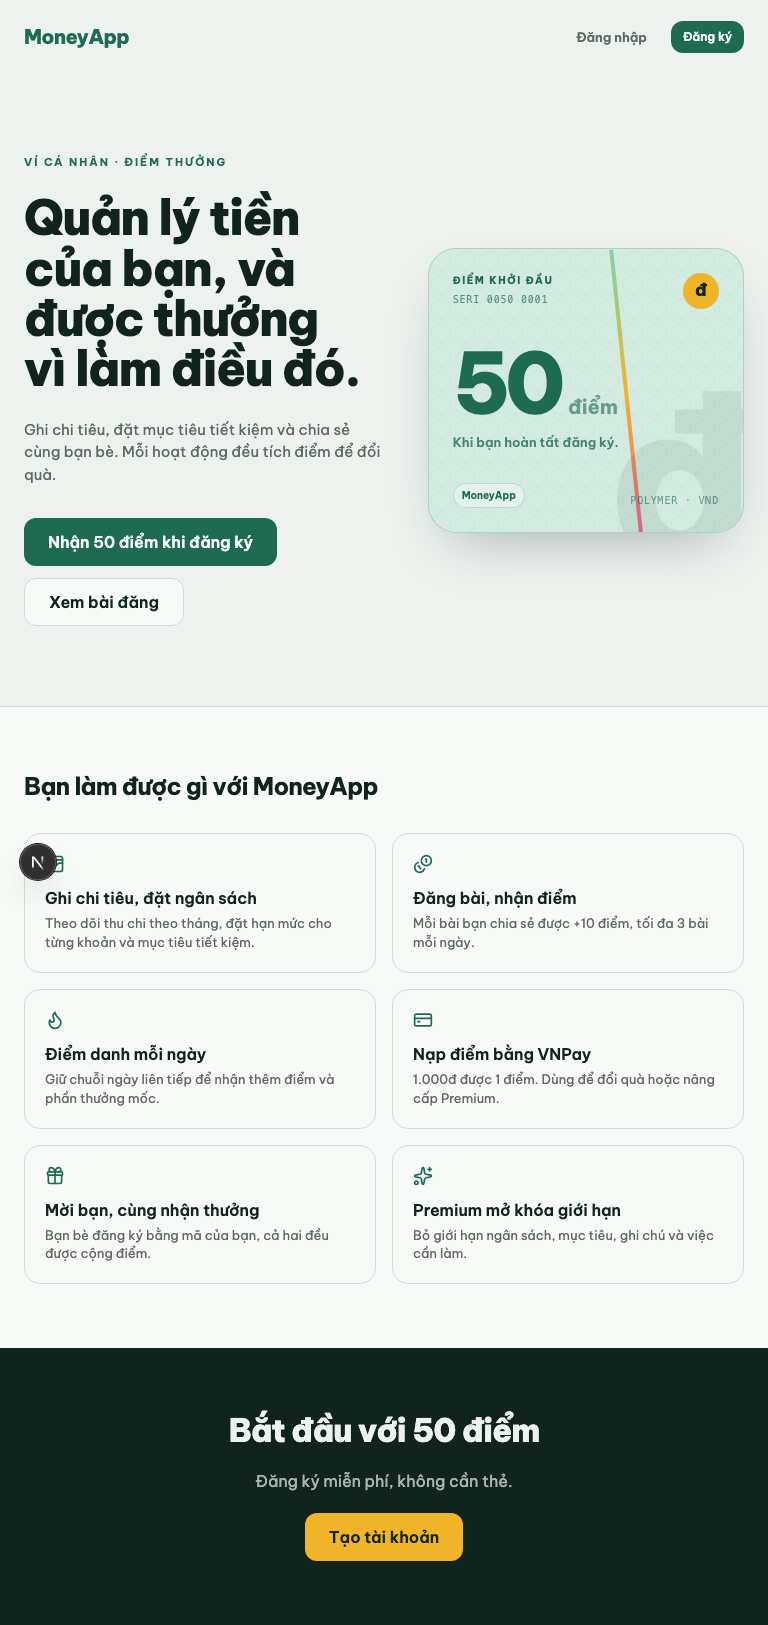 MoneyApp
Đăng nhập
Đăng ký
VÍ CÁ NHÂN · ĐIỂM THƯỞNG
Quản lý tiền
của bạn, và
được thưởng
vì làm điều đó.
Ghi chi tiêu, đặt mục tiêu tiết kiệm và chia sẻ
cùng bạn bè. Mỗi hoạt động đều tích điểm để đổi
quà.
Nhận 50 điểm khi đăng ký
Xem bài đăng
ĐIỂM KHỞI ĐẦU
SERI 0050 0001
đ
50 điểm
Khi bạn hoàn tất đăng ký.
MoneyApp
đ
POLYMER · VND
Bạn làm được gì với MoneyApp
N
Ghi chi tiêu, đặt ngân sách
Theo dõi thu chi theo tháng, đặt hạn mức cho
từng khoản và mục tiêu tiết kiệm.
Đăng bài, nhận điểm
Mỗi bài bạn chia sẻ được +10 điểm, tối đa 3 bài
mỗi ngày.
Điểm danh mỗi ngày
Giữ chuỗi ngày liên tiếp để nhận thêm điểm và
phần thưởng mốc.
Nạp điểm bằng VNPay
1.000đ được 1 điểm. Dùng để đổi quà hoặc nâng
cấp Premium.
Mời bạn, cùng nhận thưởng
Bạn bè đăng ký bằng mã của bạn, cả hai đều
được cộng điểm.
Premium mở khóa giới hạn
Bỏ giới hạn ngân sách, mục tiêu, ghi chú và việc
cần làm.
Bắt đầu với 50 điểm
Đăng ký miễn phí, không cần thẻ.
Tạo tài khoản